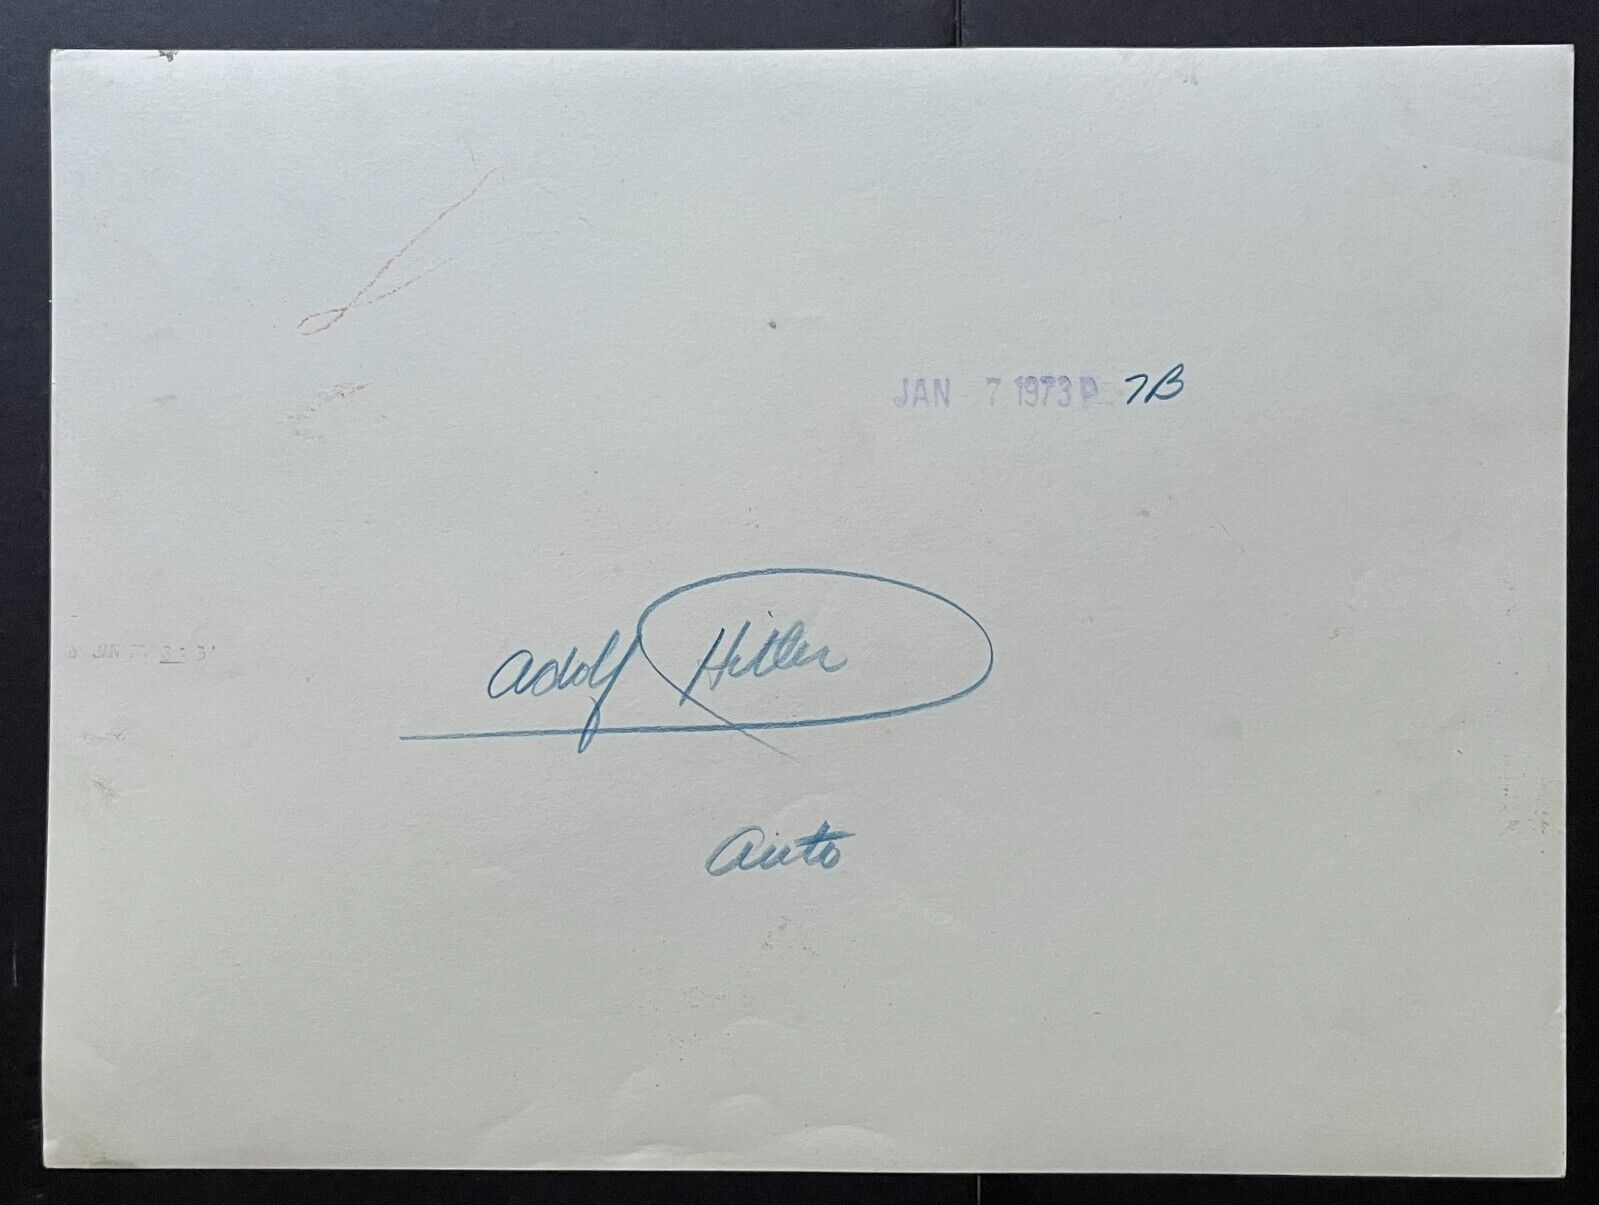 JAN 7 1973 P 7B
Adolf Hitler
Auto